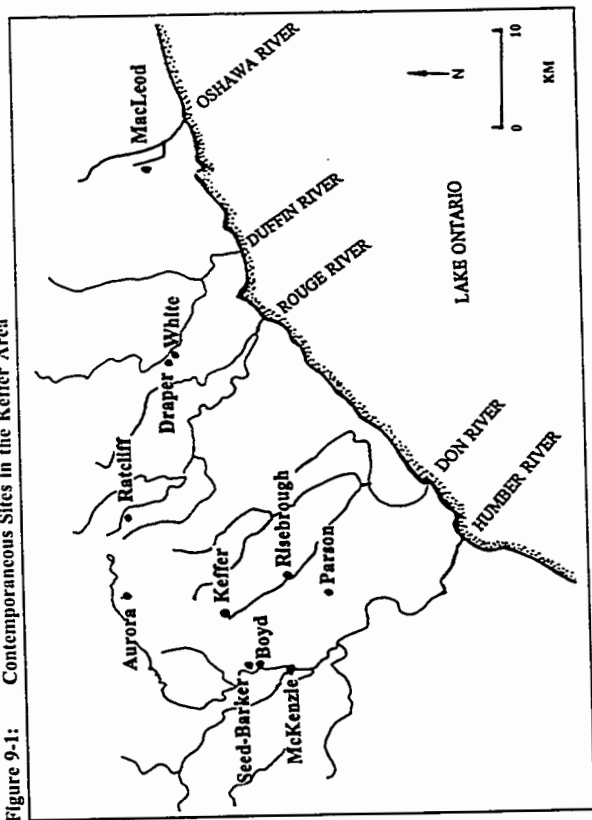 Figure 9-1: Contemporaneous Sites in the Keffer Area
MacLeod
OSHAWA RIVER
DUFFIN RIVER
ROUGE RIVER
White
Draper
Ratcliff
Aurora
Keffer
Risebrough
Parson
Seed-Barker
Boyd
McKenzie
DON RIVER
HUMBER RIVER
LAKE ONTARIO
N
0 10
KM